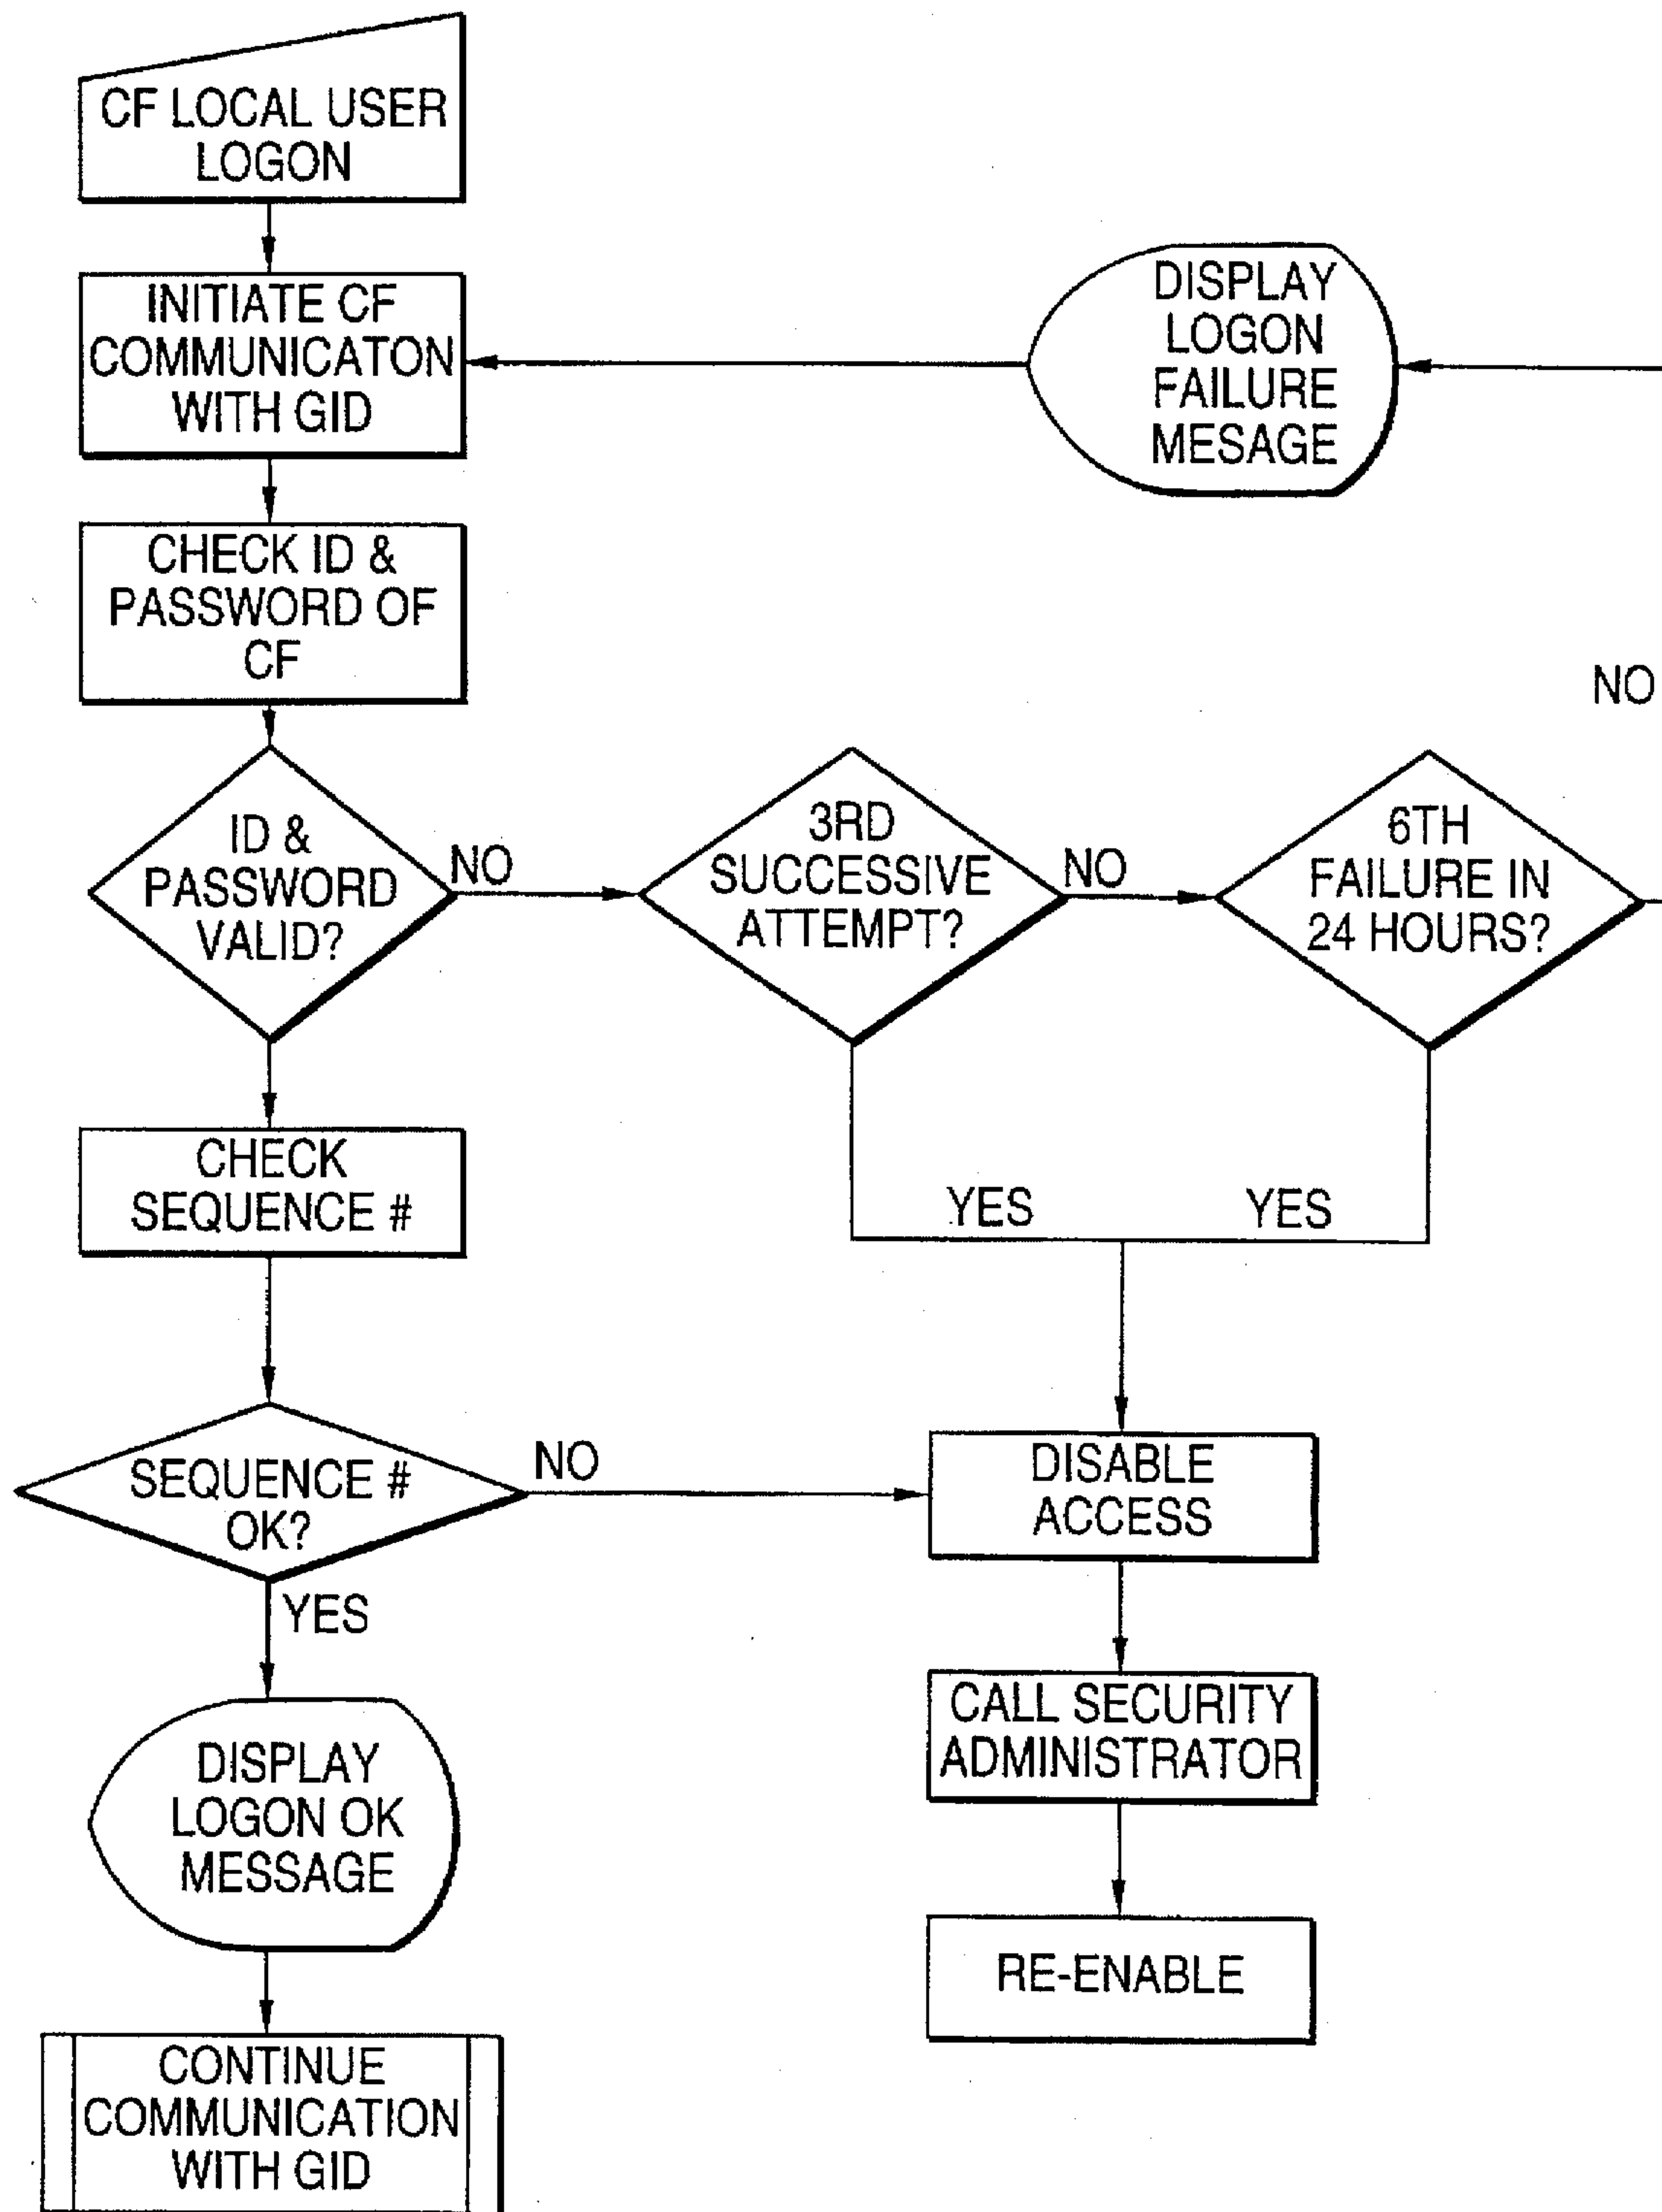 CF LOCAL USER
LOGON
INITIATE CF
COMMUNICATON
WITH GID
DISPLAY
LOGON
FAILURE
MESAGE
CHECK ID &
PASSWORD OF
CF
NO
ID &
PASSWORD
VALID?
NO
3RD
SUCCESSIVE
ATTEMPT?
NO
6TH
FAILURE IN
24 HOURS?
CHECK
SEQUENCE #
YES
YES
SEQUENCE #
OK?
NO
DISABLE
ACCESS
YES
CALL SECURITY
ADMINISTRATOR
DISPLAY
LOGON OK
MESSAGE
RE-ENABLE
CONTINUE
COMMUNICATION
WITH GID